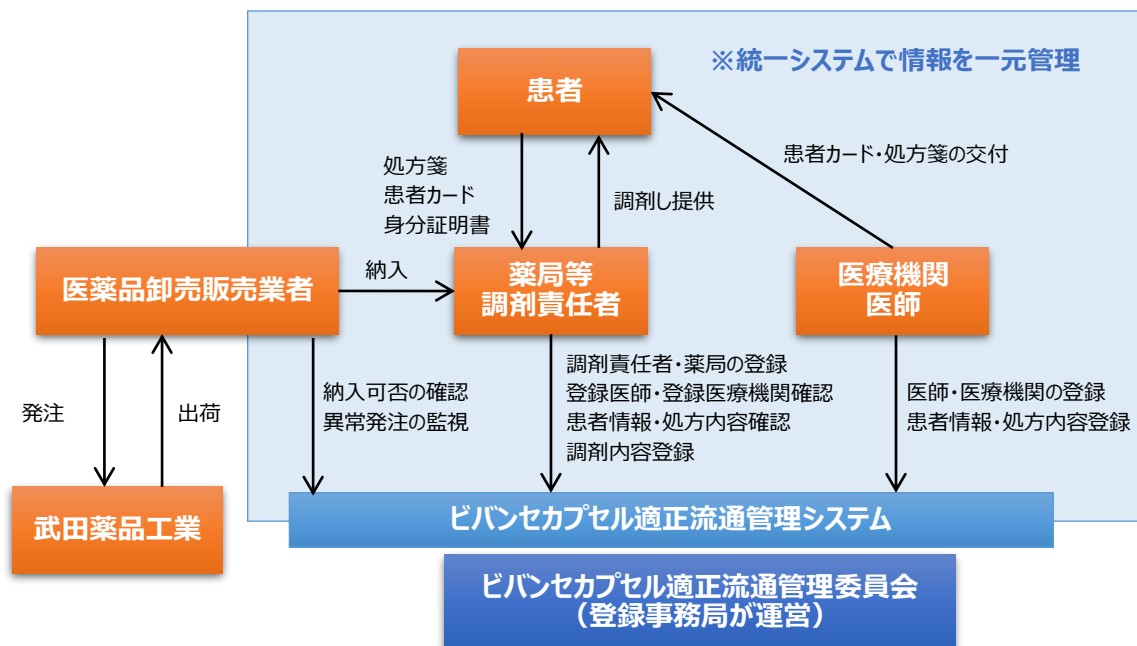 ※統一システムで情報を一元管理
患者
患者カード・処方箋の交付
処方箋
患者カード
身分証明書
調剤し提供
医薬品卸売販売業者
納入
薬局等
調剤責任者
医療機関
医師
発注
出荷
納入可否の確認
異常発注の監視
調剤責任者・薬局の登録
登録医師・登録医療機関確認
患者情報・処方内容確認
調剤内容登録
医師・医療機関の登録
患者情報・処方内容登録
武田薬品工業
ビバンセカプセル適正流通管理システム
ビバンセカプセル適正流通管理委員会
（登録事務局が運営）